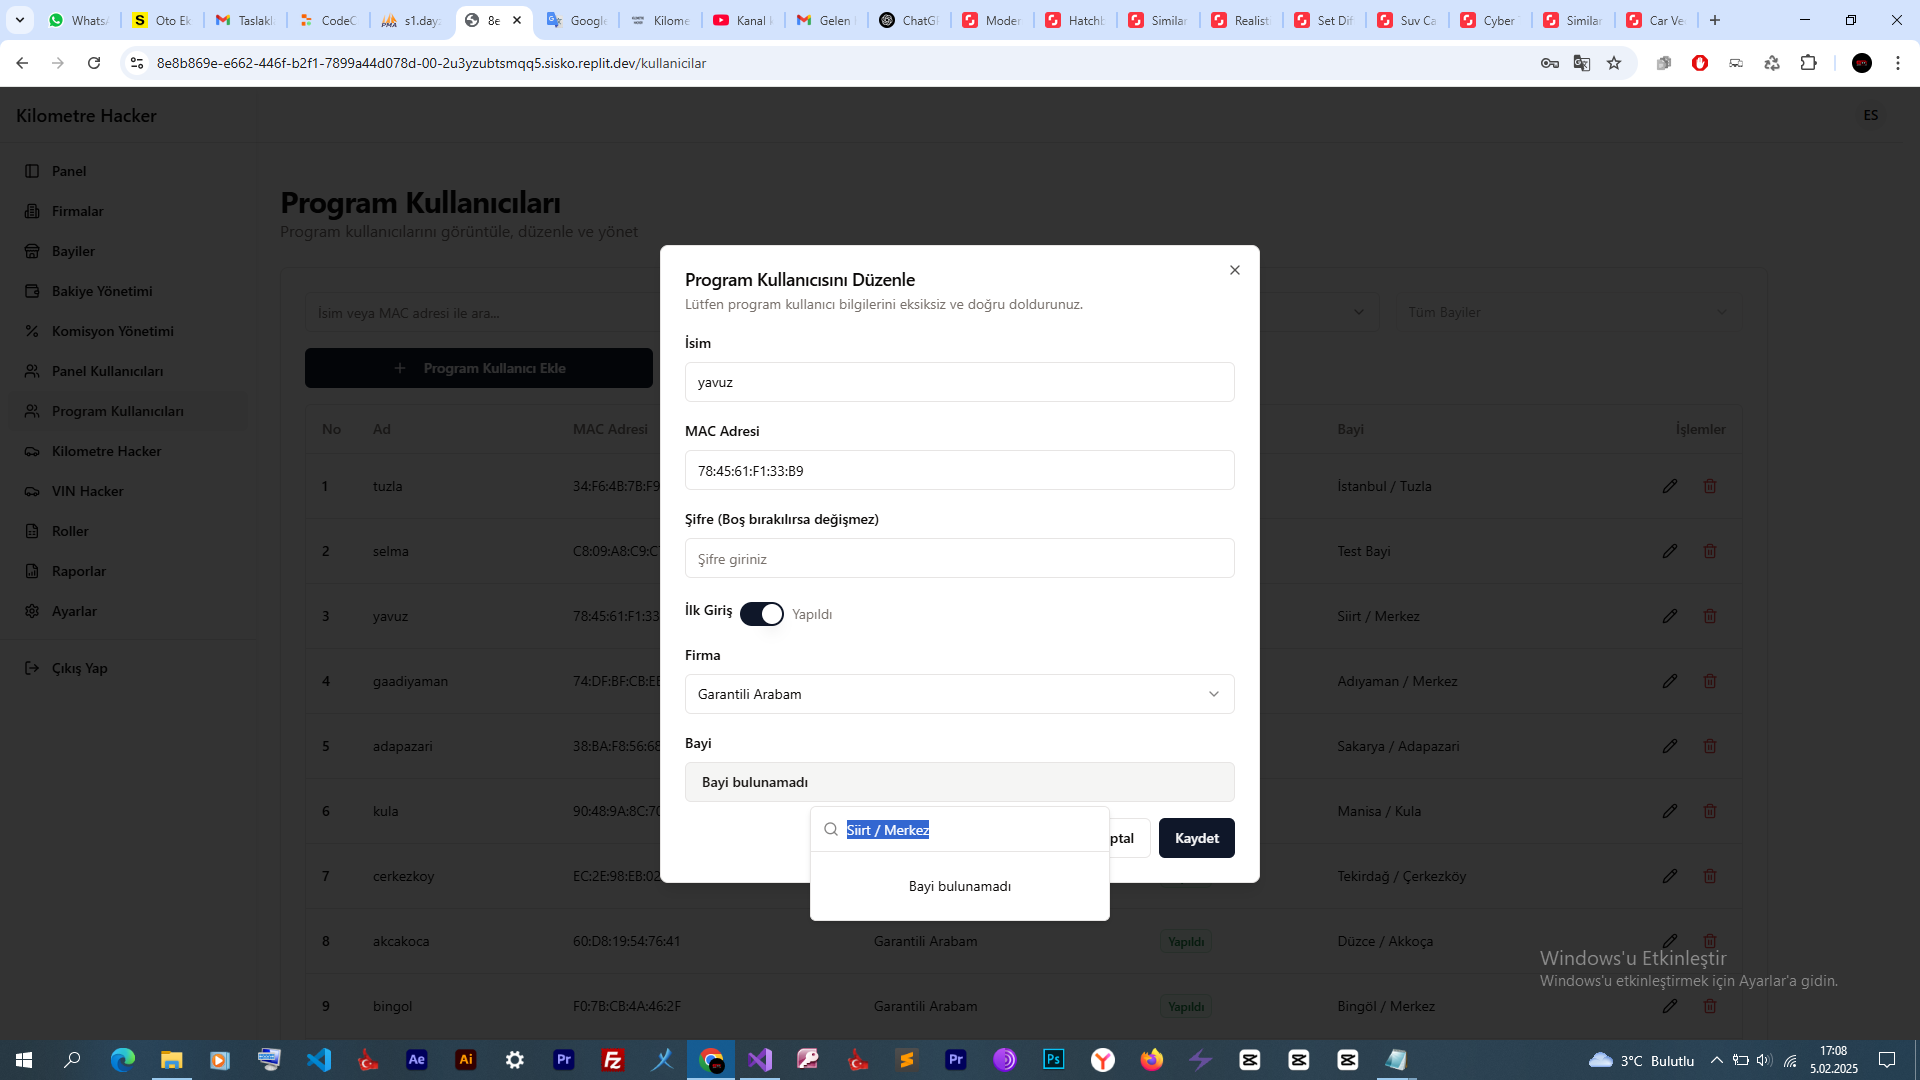 WhatsA
Oto Ek
Taslakl
CodeC
s1.day
8e
Google
Kilome
Kanal i
Gelen
ChatGP
Moder
Hatchb
Similar
Realist
Set Dif
Suv Ca
Cyber
Similar
Car Ve
8e8b869e-e662-446f-b2f1-7899a44d078d-00-2u3yzubtsmqq5.sisko.replit.dev/kullanicilar
Kilometre Hacker
ES
Panel
Firmalar
Bayiler
Bakiye Yönetimi
Komisyon Yönetimi
Panel Kullanıcıları
Program Kullanıcıları
Kilometre Hacker
VIN Hacker
Roller
Raporlar
Ayarlar
Çıkış Yap
Program Kullanıcıları
Program kullanıcılarını görüntüle, düzenle ve yönet
İsim veya MAC adresi ile ara...
Tüm Bayiler
Program Kullanıcı Ekle
No Ad MAC Adresi Bayi İşlemler
1 tuzla 34:F6:4B:7B:F9 İstanbul / Tuzla
2 selma C8:09:A8:C9:C Test Bayi
3 yavuz 78:45:61:F1:33 Siirt / Merkez
4 gaadiyaman 74:DF:BF:CB:EE Adıyaman / Merkez
5 adapazari 38:BA:F8:56:68 Sakarya / Adapazari
6 kula 90:48:9A:8C:70 Manisa / Kula
7 cerkezkoy EC:2E:98:EB:02 Tekirdağ / Çerkezköy
8 akcakoca 60:D8:19:54:76:41 Garantili Arabam Yapıldı Düzce / Akkoça
9 bingol F0:7B:CB:4A:46:2F Garantili Arabam Yapıldı Bingöl / Merkez
Program Kullanıcısını Düzenle
Lütfen program kullanıcı bilgilerini eksiksiz ve doğru doldurunuz.
İsim
yavuz
MAC Adresi
78:45:61:F1:33:B9
Şifre (Boş bırakılırsa değişmez)
Şifre giriniz
İlk Giriş Yapıldı
Firma
Garantili Arabam
Bayi
Bayi bulunamadı
Siirt / Merkez
ptal
Kaydet
Bayi bulunamadı
Windows'u Etkinleştir
Windows'u etkinleştirmek için Ayarlar'a gidin.
3°C Bulutlu
17:08
5.02.2025